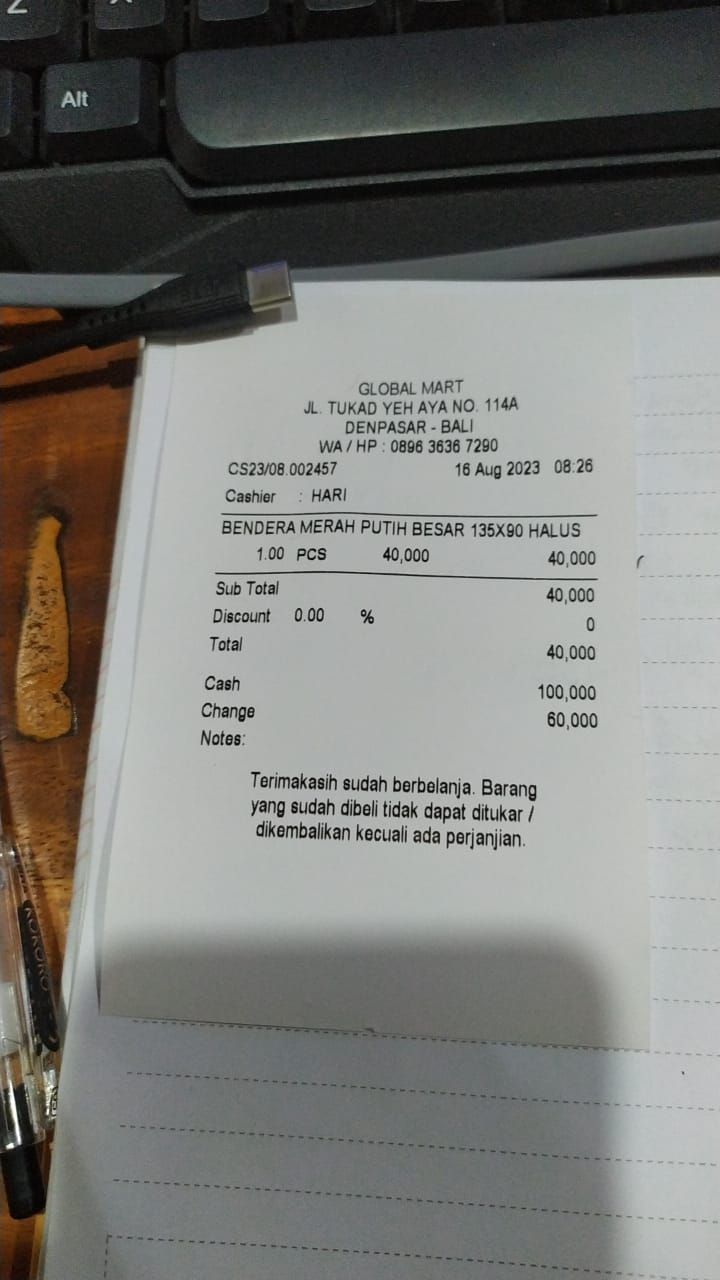 Alt
GLOBAL MART
JL. TUKAD YEH AYA NO. 114A
DENPASAR - BALI
WA / HP : 0896 3636 7290
CS23/08.002457 16 Aug 2023 08:26
Cashier : HARI
BENDERA MERAH PUTIH BESAR 135X90 HALUS
1.00 PCS 40,000 40,000
Sub Total 40,000
Discount 0.00 % 0
Total 40,000
Cash 100,000
Change 60,000
Notes:
Terimakasih sudah berbelanja. Barang
yang sudah dibeli tidak dapat ditukar /
dikembalikan kecuali ada perjanjian.
KOKORO